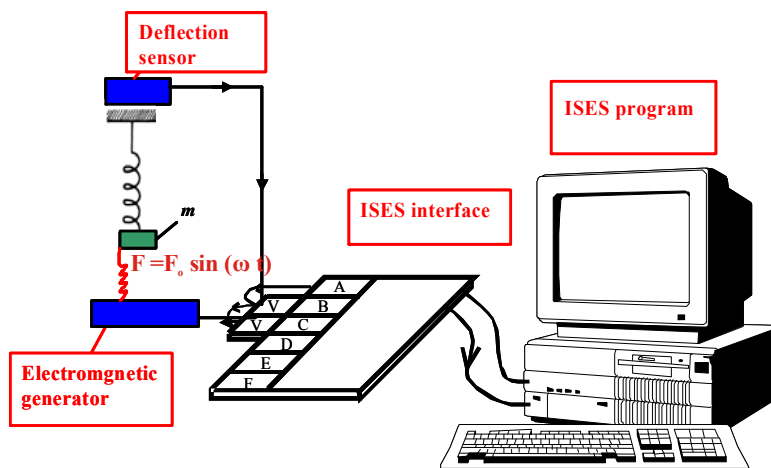 Deflection
sensor
ISES program
ISES interface
m
F =Fₒ sin (ω t)
A
V B
V C
D
E
F
Electromgnetic
generator